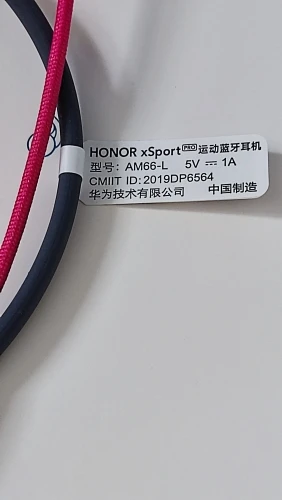 HONOR xSport PRO 运动蓝牙耳机
型号: AM66-L 5V ⎓ 1A
CMIIT ID: 2019DP6564
华为技术有限公司 中国制造